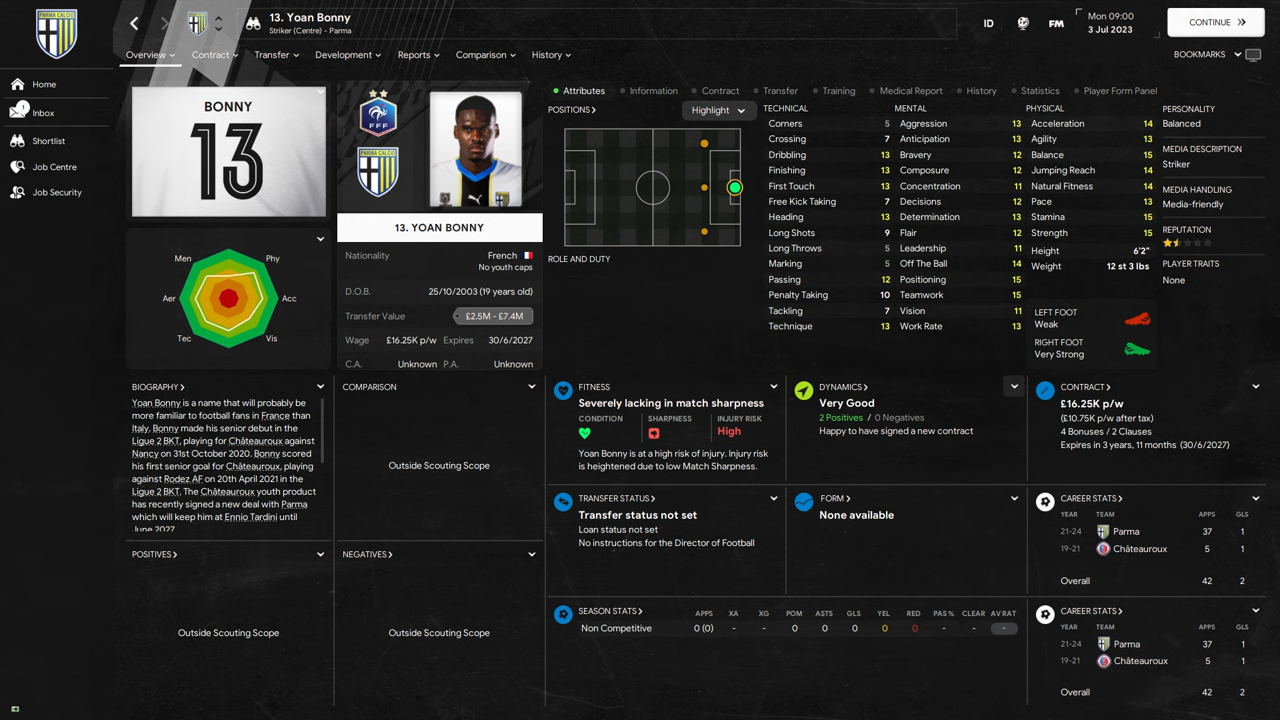 PARMA CALCIO
13. Yoan Bonny
Striker (Centre) - Parma
ID
FM
Mon 09:00
3 Jul 2023
CONTINUE
Overview
Contract
Transfer
Development
Reports
Comparison
History
BOOKMARKS
Home
1
Inbox
Shortlist
Job Centre
Job Security
BONNY
13
FFF
PARMA CALCIO
13. YOAN BONNY
Nationality
French
No youth caps
D.O.B.
25/10/2003 (19 years old)
Transfer Value
£2.5M - £7.4M
Wage £16.25K p/w Expires 30/6/2027
C.A. Unknown P.A. Unknown
Men
Phy
Aer
Acc
Tec
Vis
Attributes
Information
Contract
Transfer
Training
Medical Report
History
Statistics
Player Form Panel
POSITIONS
Highlight
ROLE AND DUTY
TECHNICAL
Corners 5
Crossing 7
Dribbling 13
Finishing 13
First Touch 13
Free Kick Taking 7
Heading 13
Long Shots 9
Long Throws 5
Marking 5
Passing 12
Penalty Taking 10
Tackling 7
Technique 13
MENTAL
Aggression 13
Anticipation 13
Bravery 12
Composure 12
Concentration 11
Decisions 12
Determination 13
Flair 12
Leadership 11
Off The Ball 14
Positioning 15
Teamwork 15
Vision 11
Work Rate 13
PHYSICAL
Acceleration 14
Agility 13
Balance 15
Jumping Reach 14
Natural Fitness 14
Pace 13
Stamina 15
Strength 15
Height 6'2"
Weight 12 st 3 lbs
LEFT FOOT
Weak
RIGHT FOOT
Very Strong
PERSONALITY
Balanced
MEDIA DESCRIPTION
Striker
MEDIA HANDLING
Media-friendly
REPUTATION
PLAYER TRAITS
None
BIOGRAPHY
Yoan Bonny is a name that will probably be
more familiar to football fans in France than
Italy. Bonny made his senior debut in the
Ligue 2 BKT, playing for Châteauroux against
Nancy on 31st October 2020. Bonny scored
his first senior goal for Châteauroux, playing
against Rodez AF on 20th April 2021 in the
Ligue 2 BKT. The Châteauroux youth product
has recently signed a new deal with Parma
which will keep him at Ennio Tardini until
June 2027
COMPARISON
Outside Scouting Scope
POSITIVES
Outside Scouting Scope
NEGATIVES
Outside Scouting Scope
FITNESS
Severely lacking in match sharpness
CONDITION
SHARPNESS
INJURY RISK
High
Yoan Bonny is at a high risk of injury. Injury risk
is heightened due to low Match Sharpness.
DYNAMICS
Very Good
2 Positives / 0 Negatives
Happy to have signed a new contract
CONTRACT
£16.25K p/w
(£10.75K p/w after tax)
4 Bonuses / 2 Clauses
Expires in 3 years, 11 months (30/6/2027)
TRANSFER STATUS
Transfer status not set
Loan status not set
No instructions for the Director of Football
FORM
None available
CAREER STATS
YEAR TEAM APPS GLS
21-24 Parma 37 1
19-21 Châteauroux 5 1
Overall 42 2
SEASON STATS APPS XA XG POM ASTS GLS YEL RED PAS% CLEAR AV RAT
Non Competitive 0 (0) - - 0 0 0 0 0 - - -
CAREER STATS
YEAR TEAM APPS GLS
21-24 Parma 37 1
19-21 Châteauroux 5 1
Overall 42 2